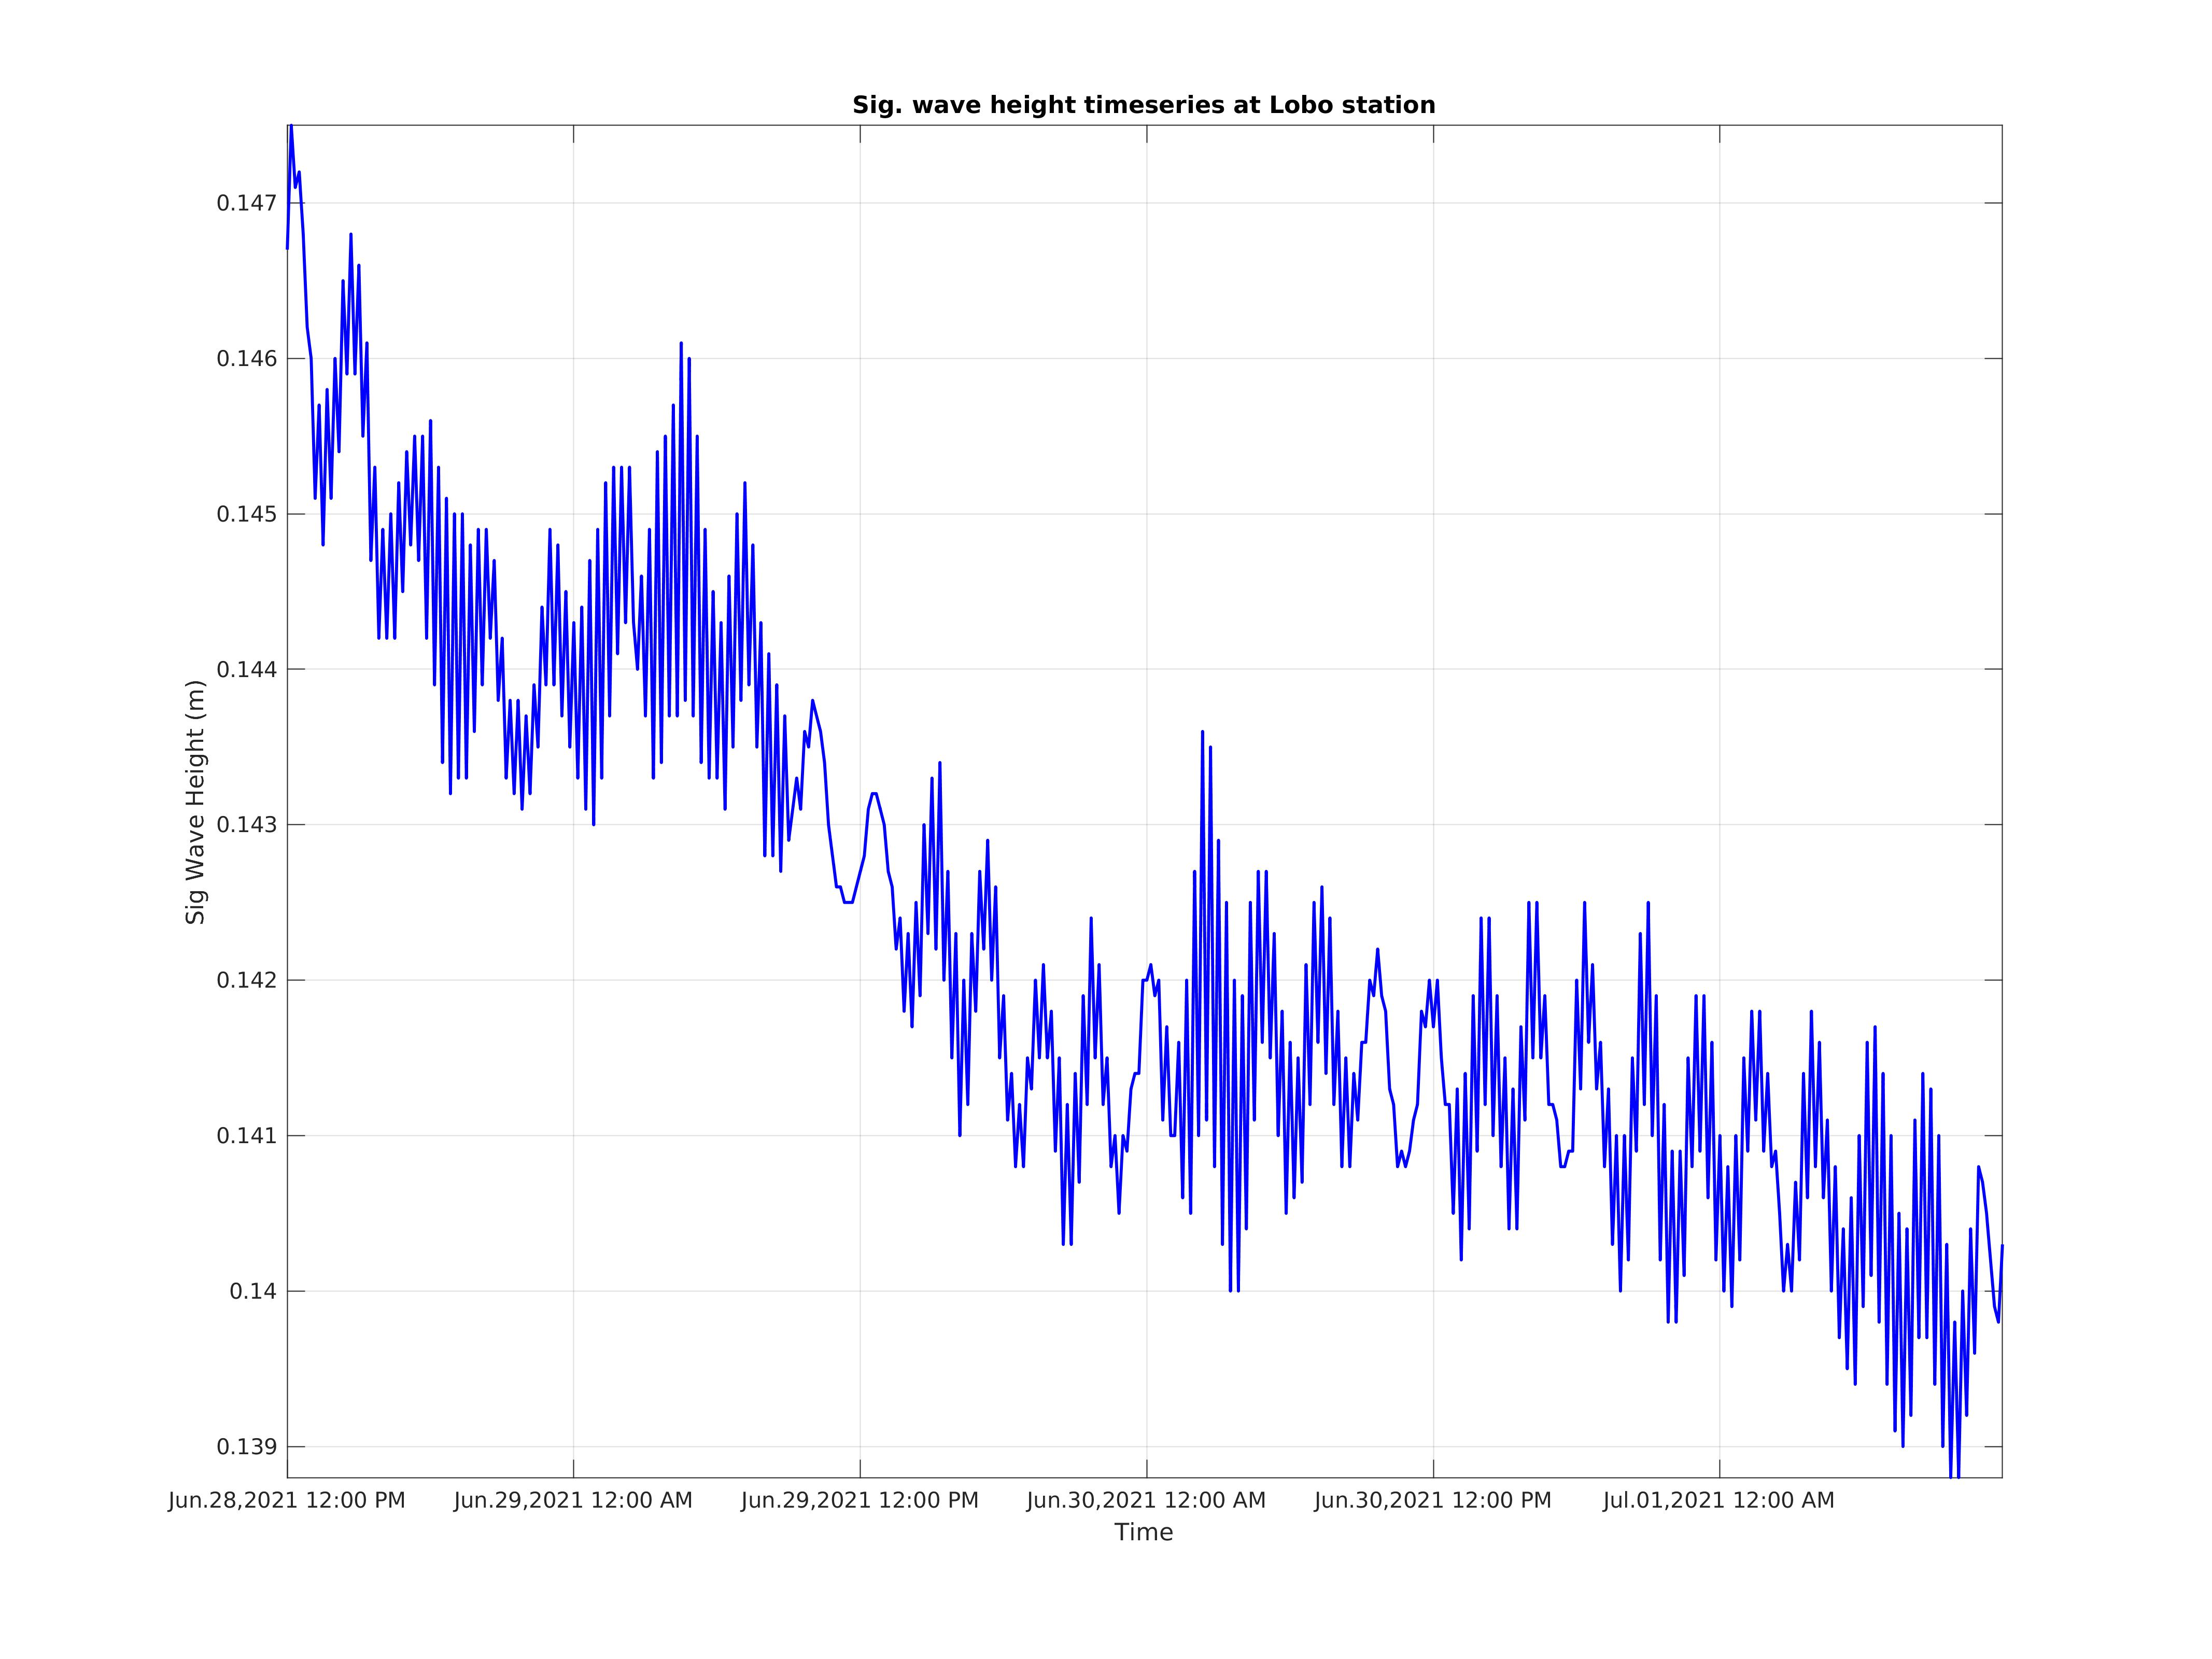 Sig. wave height timeseries at Lobo station
0.147
0.146
0.145
0.144
0.143
0.142
0.141
0.14
0.139
Sig Wave Height (m)
Jun.28,2021 12:00 PM
Jun.29,2021 12:00 AM
Jun.29,2021 12:00 PM
Jun.30,2021 12:00 AM
Jun.30,2021 12:00 PM
Jul.01,2021 12:00 AM
Time